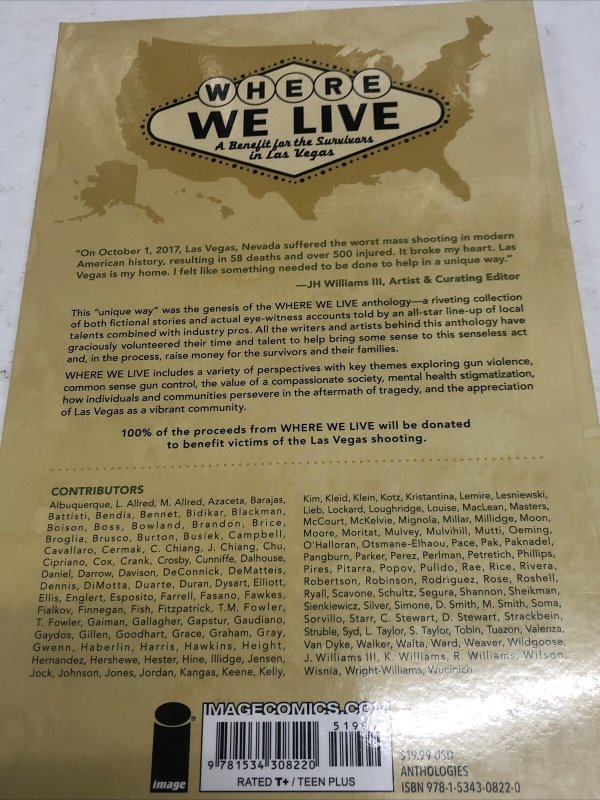 WHERE
WE LIVE
A Benefit for the Survivors
in Las Vegas
"On October 1, 2017, Las Vegas, Nevada suffered the worst mass shooting in modern
American history, resulting in 58 deaths and over 500 injured. It broke my heart. Las
Vegas is my home. I felt like something needed to be done to help in a unique way."
—JH Williams III, Artist & Curating Editor
This "unique way" was the genesis of the WHERE WE LIVE anthology—a riveting collection
of both fictional stories and actual eye-witness accounts told by an all-star line-up of local
talents combined with industry pros. All the writers and artists behind this anthology have
graciously volunteered their time and talent to help bring some sense to this senseless act
and, in the process, raise money for the survivors and their families.
WHERE WE LIVE includes a variety of perspectives with key themes exploring gun violence,
common sense gun control, the value of a compassionate society, mental health stigmatization,
how individuals and communities persevere in the aftermath of tragedy, and the appreciation
of Las Vegas as a vibrant community.
100% of the proceeds from WHERE WE LIVE will be donated
to benefit victims of the Las Vegas shooting.
CONTRIBUTORS
Albuquerque, L. Allred, M. Allred, Azaceta, Barajas,
Battisti, Bendis, Bennet, Bidikar, Blackman,
Boison, Boss, Bowland, Brandon, Brice,
Broglia, Brusco, Burton, Busiek, Campbell,
Cavallaro, Cermak, C. Chiang, J. Chiang, Chu,
Cipriano, Cox, Crank, Crosby, Cunniffe, Dalhouse,
Daniel, Darrow, Davison, DeConnick, DeMatteis,
Dennis, DiMotta, Duarte, Duran, Dysart, Elliott,
Ellis, Englert, Esposito, Farrell, Fasano, Fawkes,
Fialkov, Finnegan, Fish, Fitzpatrick, T.M. Fowler,
T. Fowler, Gaiman, Gallagher, Gapstur, Gaudiano,
Gaydos, Gillen, Goodhart, Grace, Graham, Gray,
Gwenn, Haberlin, Harris, Hawkins, Height,
Hernandez, Hershewe, Hester, Hine, Illidge, Jensen,
Jock, Johnson, Jones, Jordan, Kangas, Keene, Kelly,
Kim, Kleid, Klein, Kotz, Kristantina, Lemire, Lesniewski,
Lieb, Lockard, Loughridge, Louise, MacLean, Masters,
McCourt, McKelvie, Mignola, Millar, Millidge, Moon,
Moore, Moritat, Mulvey, Mulvihill, Mutti, Oeming,
O'Halloran, Otsmane-Elhaou, Pace, Pak, Paknadel,
Pangburn, Parker, Perez, Perlman, Petretich, Phillips,
Pires, Pitarra, Popov, Pulido, Rae, Rice, Rivera,
Robertson, Robinson, Rodriguez, Rose, Roshell,
Ryall, Scavone, Schultz, Segura, Shannon, Sheikman,
Sienkiewicz, Silver, Simone, D. Smith, M. Smith, Soma,
Sorvillo, Starr, C. Stewart, D. Stewart, Strackbein,
Struble, Syd, L. Taylor, S. Taylor, Tobin, Tuazon, Valenza,
Van Dyke, Walker, Walta, Ward, Weaver, Wildgoose,
J. Williams III, K. Williams, R. Williams, Wilson,
Wisnia, Wright-Williams, Wucinich
image
IMAGECOMICS.COM
9 781534 308220
RATED T+ / TEEN PLUS
$19.99 USD
ANTHOLOGIES
ISBN 978-1-5343-0822-0